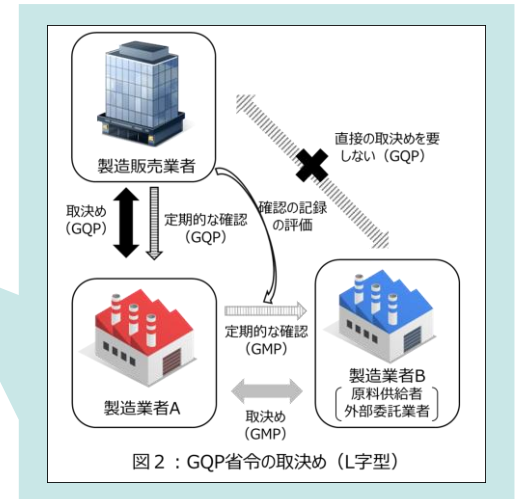 製造販売業者
直接の取決めを要
しない（GQP）
取決め
（GQP）
定期的な確認
（GQP）
確認の記録
の評価
定期的な確認
（GMP）
製造業者A
製造業者B
原料供給者
外部委託業者
取決め
（GMP）
図２：GQP省令の取決め（L字型）